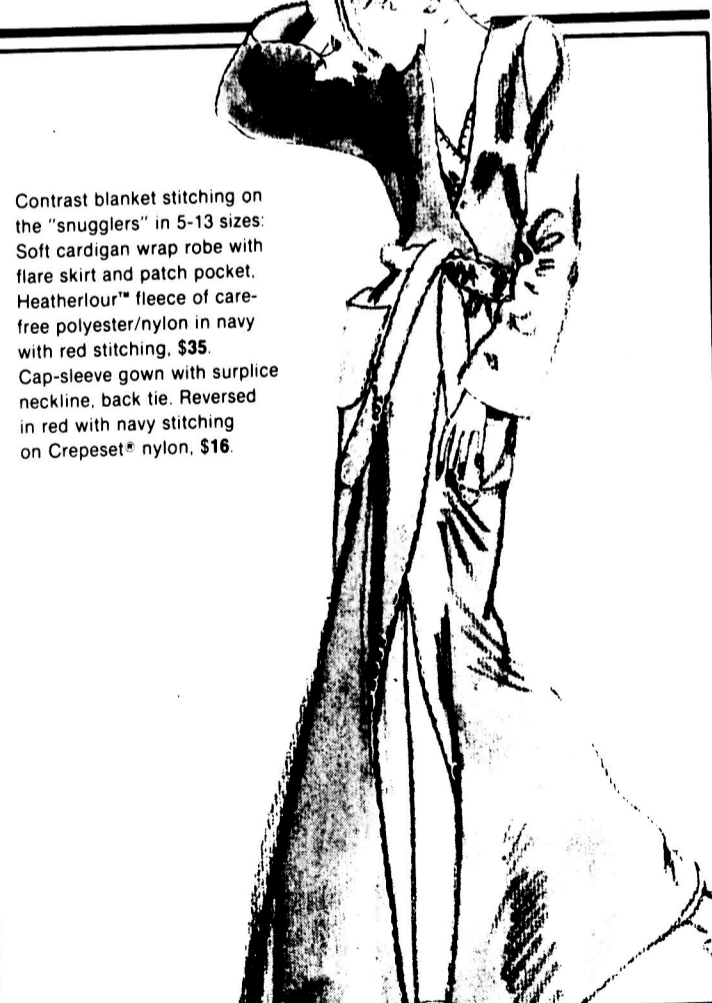 Contrast blanket stitching on
the "snugglers" in 5-13 sizes:
Soft cardigan wrap robe with
flare skirt and patch pocket,
Heatherlour™ fleece of care-
free polyester/nylon in navy
with red stitching, $35.
Cap-sleeve gown with surplice
neckline, back tie. Reversed
in red with navy stitching
on Crepeset® nylon, $16.